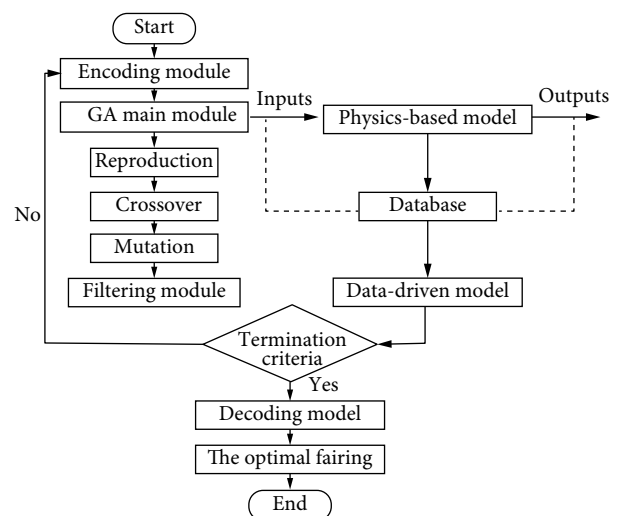 Start
Encoding module
GA main module
Inputs
Physics-based model
Outputs
Reproduction
Crossover
Database
No
Mutation
Filtering module
Data-driven model
Termination
criteria
Yes
Decoding model
The optimal fairing
End